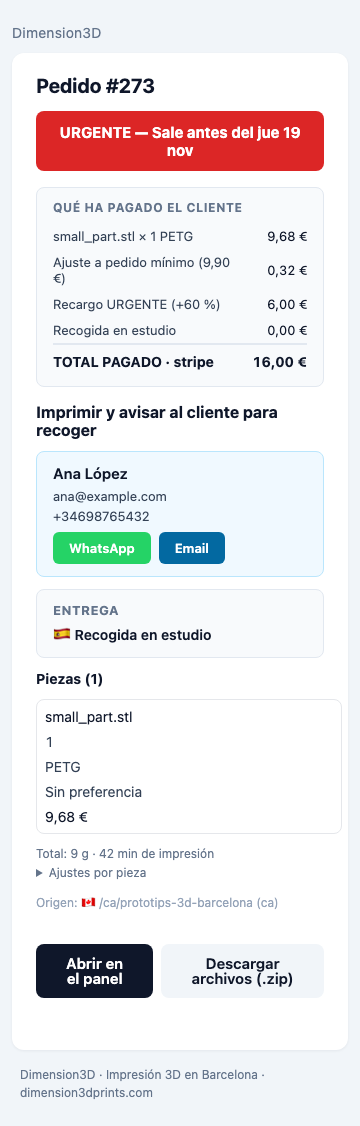 Dimension3D
Pedido #273
URGENTE — Sale antes del jue 19
nov
QUÉ HA PAGADO EL CLIENTE
small_part.stl × 1 PETG 9,68 €
Ajuste a pedido mínimo (9,90
€) 0,32 €
Recargo URGENTE (+60 %) 6,00 €
Recogida en estudio 0,00 €
TOTAL PAGADO · stripe 16,00 €
Imprimir y avisar al cliente para
recoger
Ana López
ana@example.com
+34698765432
WhatsApp Email
ENTREGA
🇪🇸 Recogida en estudio
Piezas (1)
small_part.stl
1
PETG
Sin preferencia
9,68 €
Total: 9 g · 42 min de impresión
▶ Ajustes por pieza
Origen: 🇨🇦 /ca/prototips-3d-barcelona (ca)
Abrir en
el panel
Descargar
archivos (.zip)
Dimension3D · Impresión 3D en Barcelona ·
dimension3dprints.com